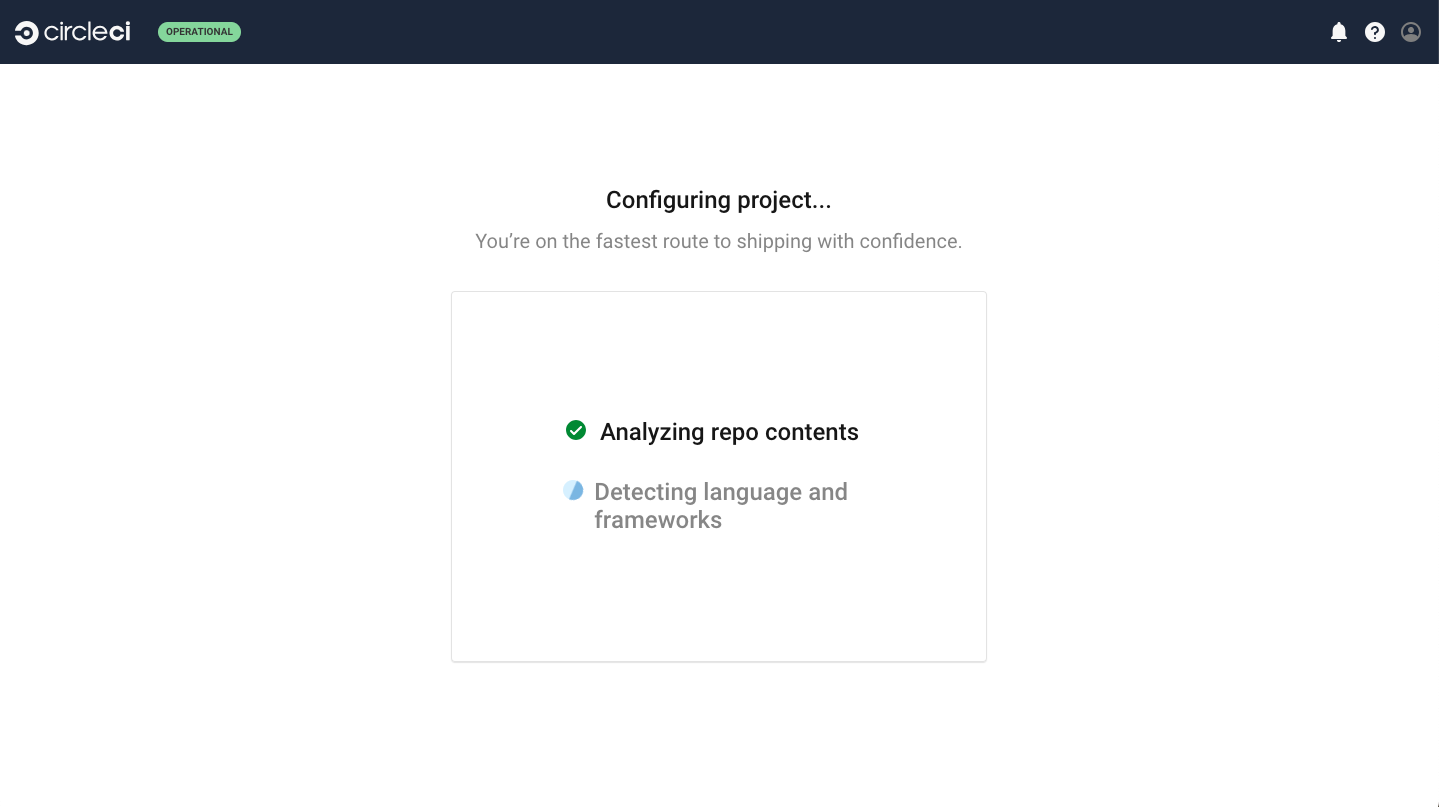 circleci
OPERATIONAL
Configuring project...
You’re on the fastest route to shipping with confidence.
Analyzing repo contents
Detecting language and
frameworks